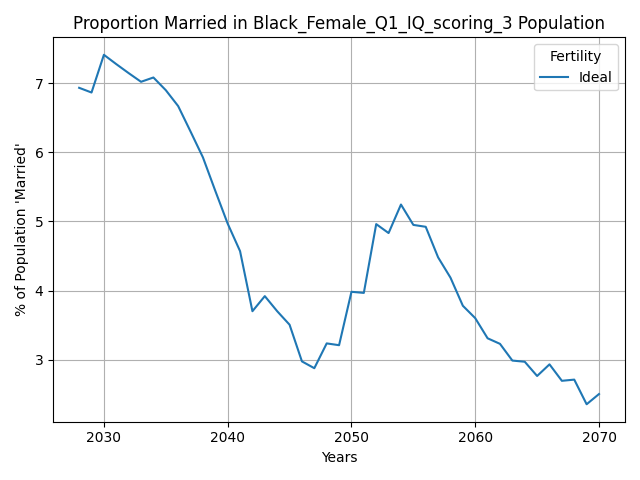 Proportion Married in Black_Female_Q1_IQ_scoring_3 Population
% of Population 'Married'
7
6
5
4
3
Fertility
Ideal
2030 2040 2050 2060 2070
Years